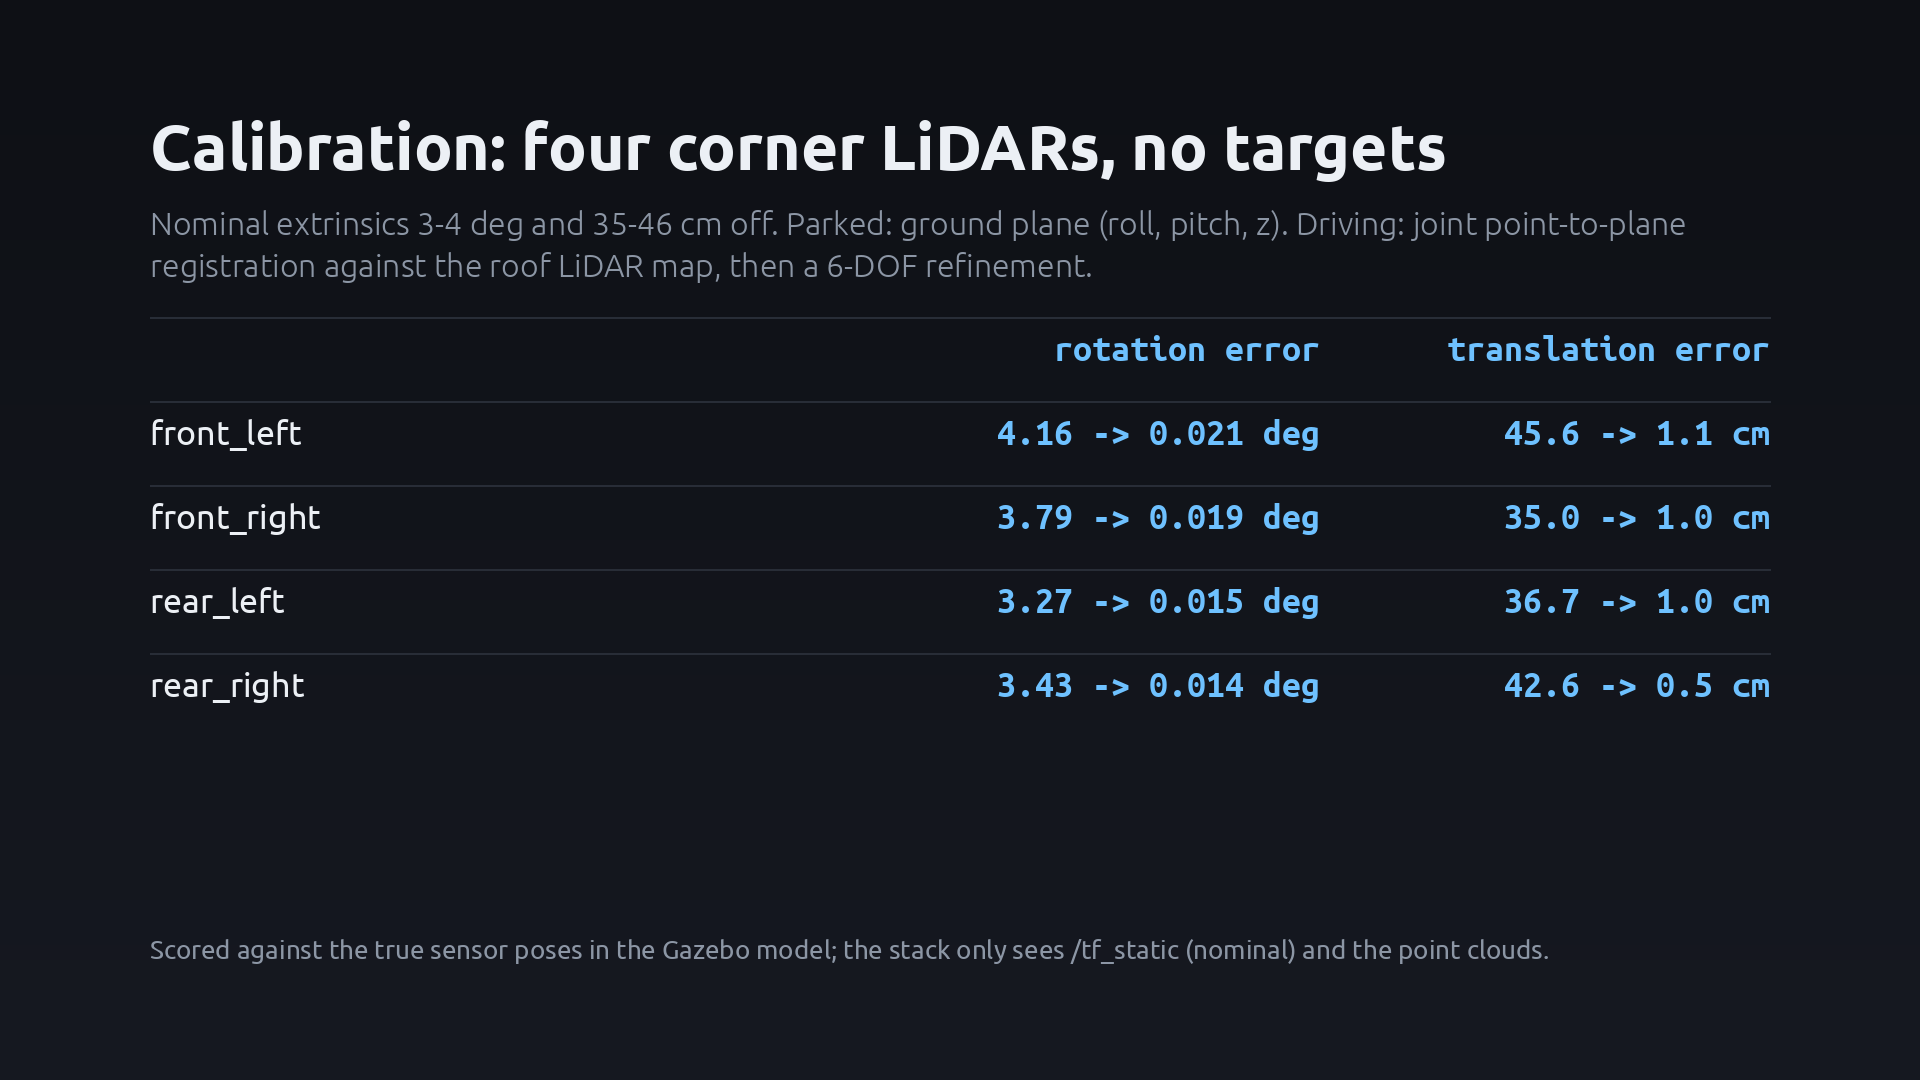 Calibration: four corner LiDARs, no targets
Nominal extrinsics 3-4 deg and 35-46 cm off. Parked: ground plane (roll, pitch, z). Driving: joint point-to-plane
registration against the roof LiDAR map, then a 6-DOF refinement.
rotation error translation error
front_left 4.16 -> 0.021 deg 45.6 -> 1.1 cm
front_right 3.79 -> 0.019 deg 35.0 -> 1.0 cm
rear_left 3.27 -> 0.015 deg 36.7 -> 1.0 cm
rear_right 3.43 -> 0.014 deg 42.6 -> 0.5 cm
Scored against the true sensor poses in the Gazebo model; the stack only sees /tf_static (nominal) and the point clouds.